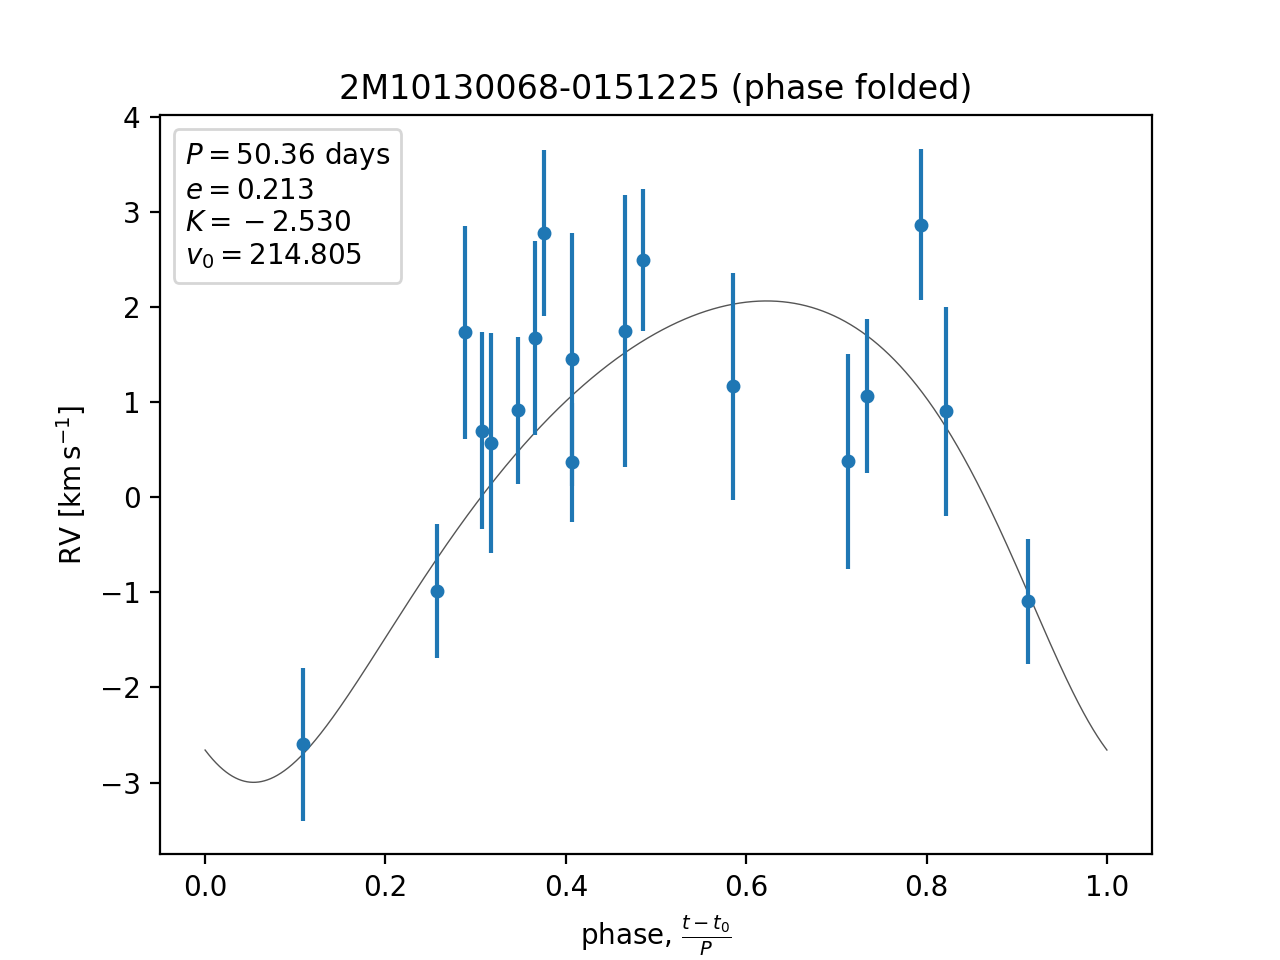 2M10130068-0151225 (phase folded)
P = 50.36 days
e = 0.213
K = −2.530
v₀ = 214.805
4
3
2
1
0
−1
−2
−3
RV [km s⁻¹]
0.0 0.2 0.4 0.6 0.8 1.0
phase, (t − t₀)/P